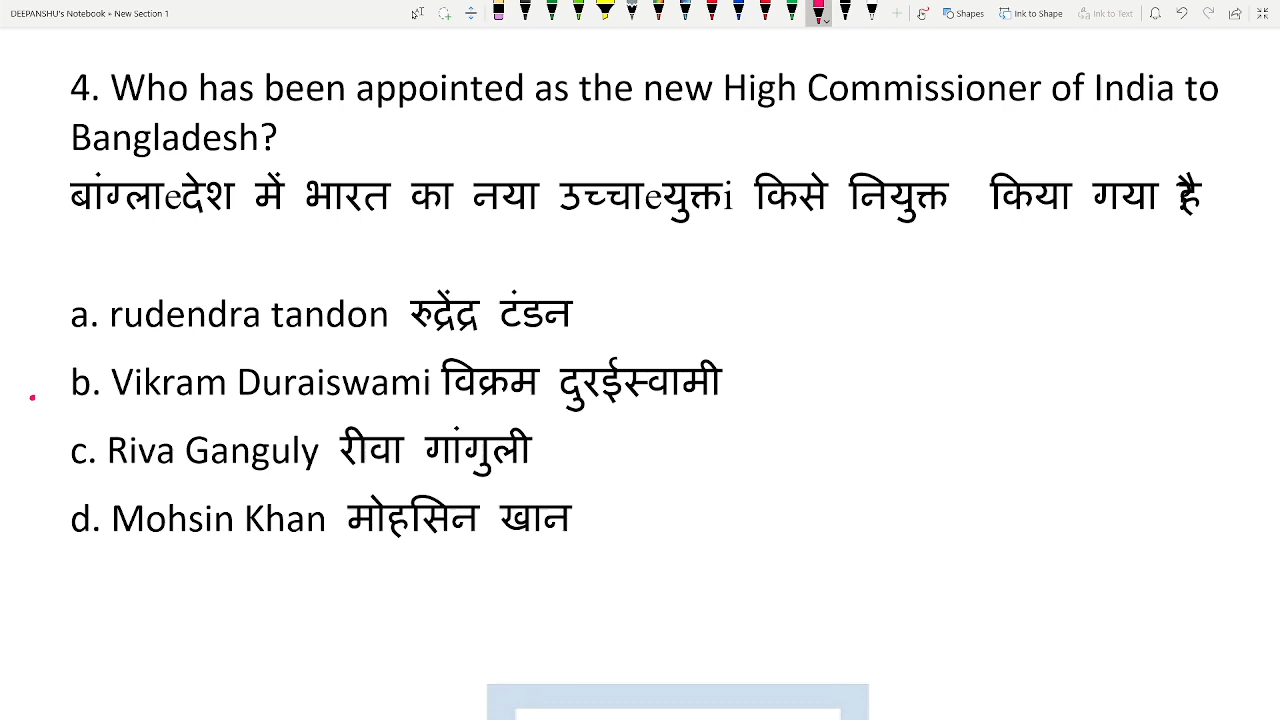 DEEPANSHU's Notebook » New Section 1
Shapes Ink to Shape Ink to Text
4. Who has been appointed as the new High Commissioner of India to
Bangladesh?
बांग्लाeदेश में भारत का नया उच्चाeयुक्तi किसे नियुक्त किया गया है
a. rudendra tandon रुद्रेंद्र टंडन
b. Vikram Duraiswami विक्रम दुरईस्वामी
c. Riva Ganguly रीवा गांगुली
d. Mohsin Khan मोहसिन खान